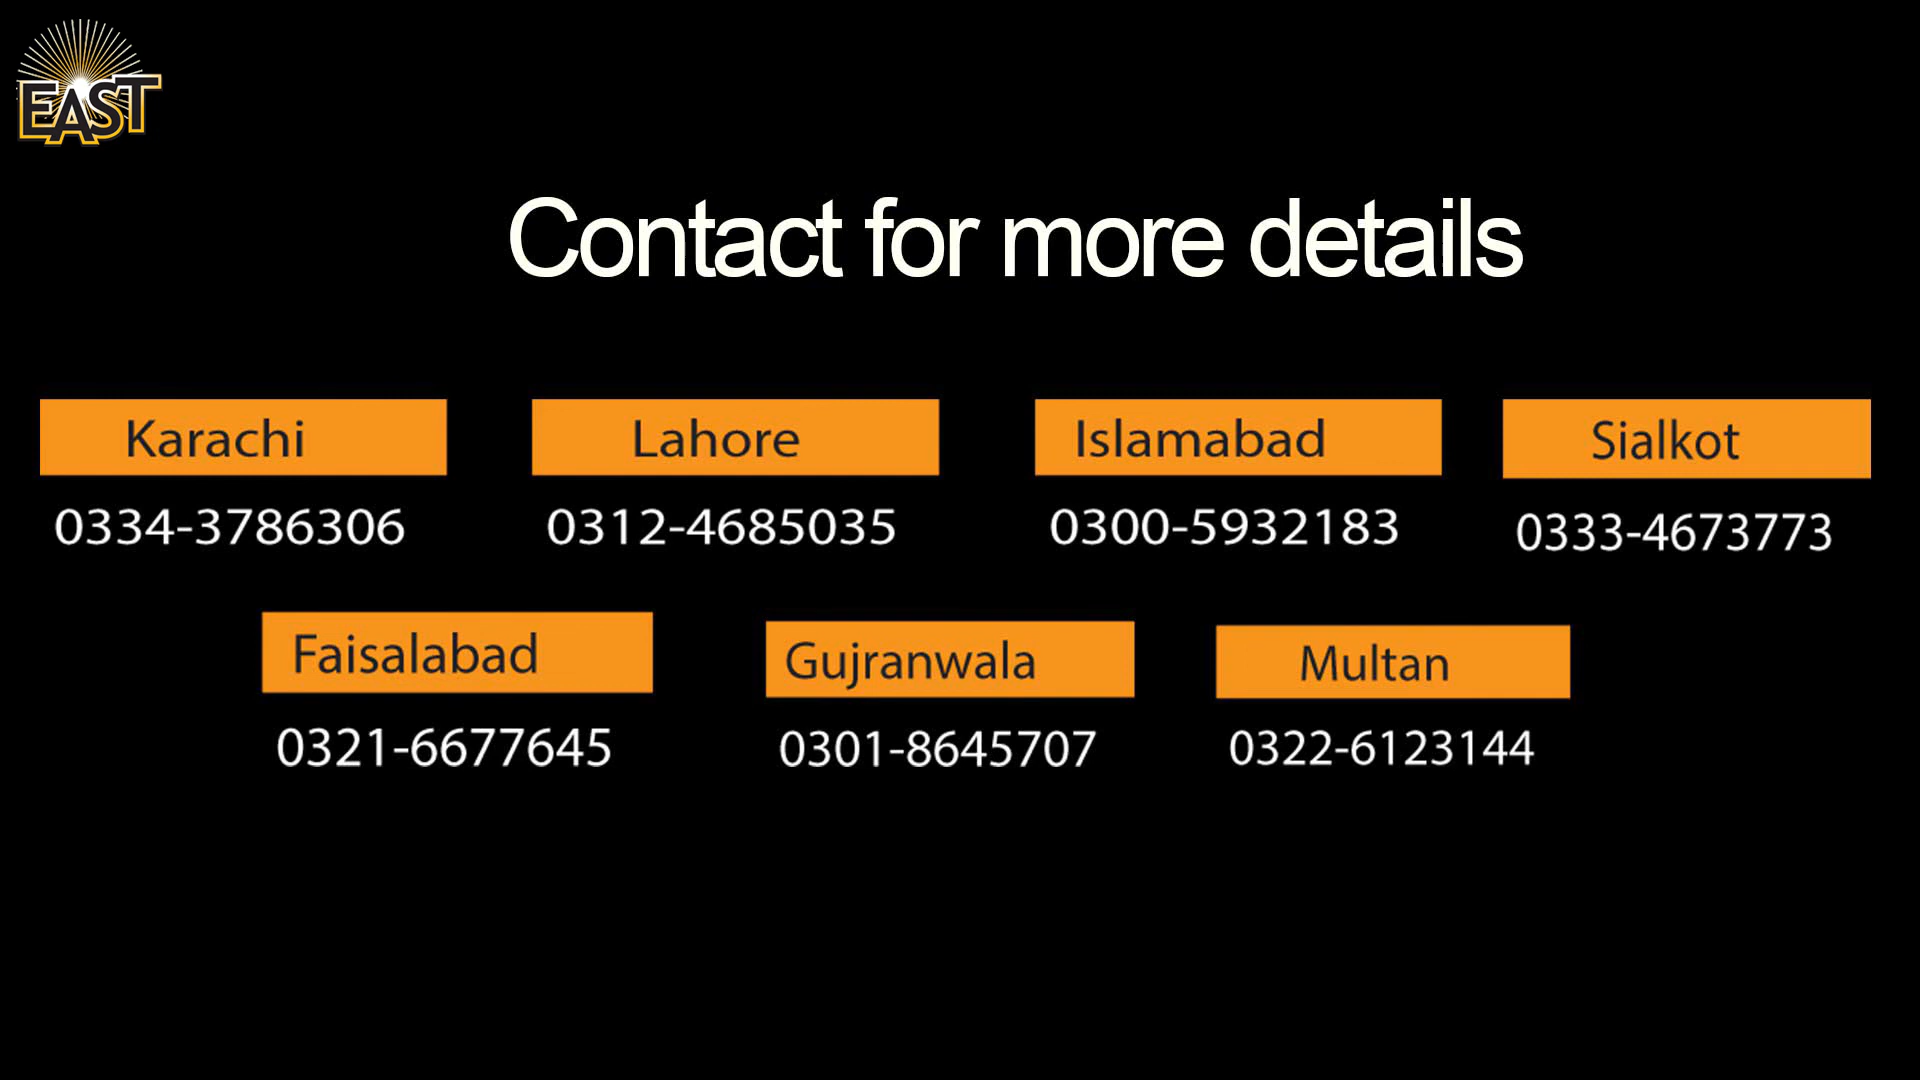 EAST
Contact for more details
Karachi
Lahore
Islamabad
Sialkot
0334-3786306
0312-4685035
0300-5932183
0333-4673773
Faisalabad
Gujranwala
Multan
0321-6677645
0301-8645707
0322-6123144